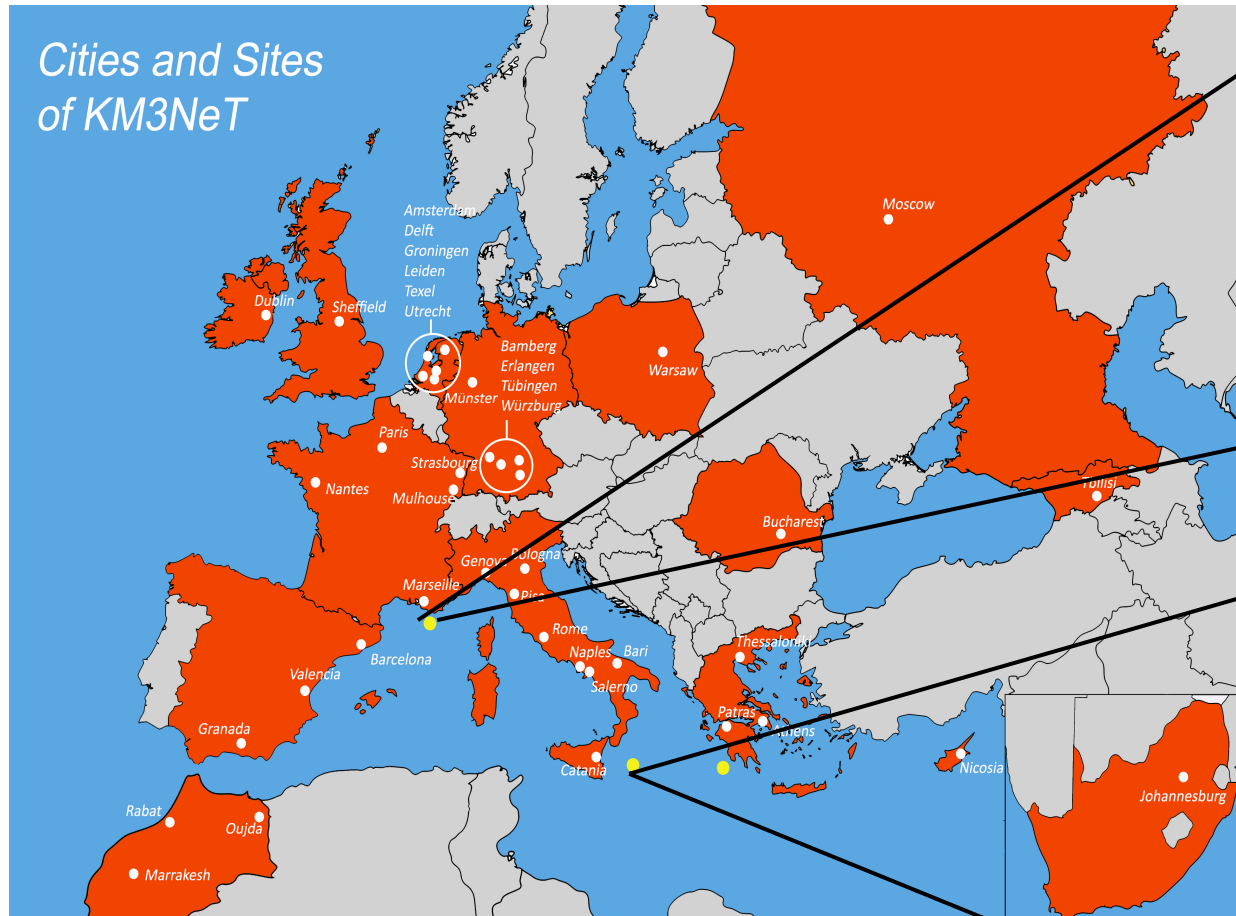 Cities and Sites
of KM3NeT
Moscow
Amsterdam
Delft
Groningen
Leiden
Texel
Utrecht
Dublin
Sheffield
Bamberg
Erlangen
Tübingen
Würzburg
Warsaw
Münster
Paris
Strasbourg
Nantes
Mulhouse
Tbilisi
Bucharest
Bologna
Genova
Marseille
Pisa
Rome
Barcelona
Naples
Bari
Thessaloniki
Valencia
Salerno
Patras
Granada
Athens
Catania
Nicosia
Johannesburg
Rabat
Oujda
Marrakesh